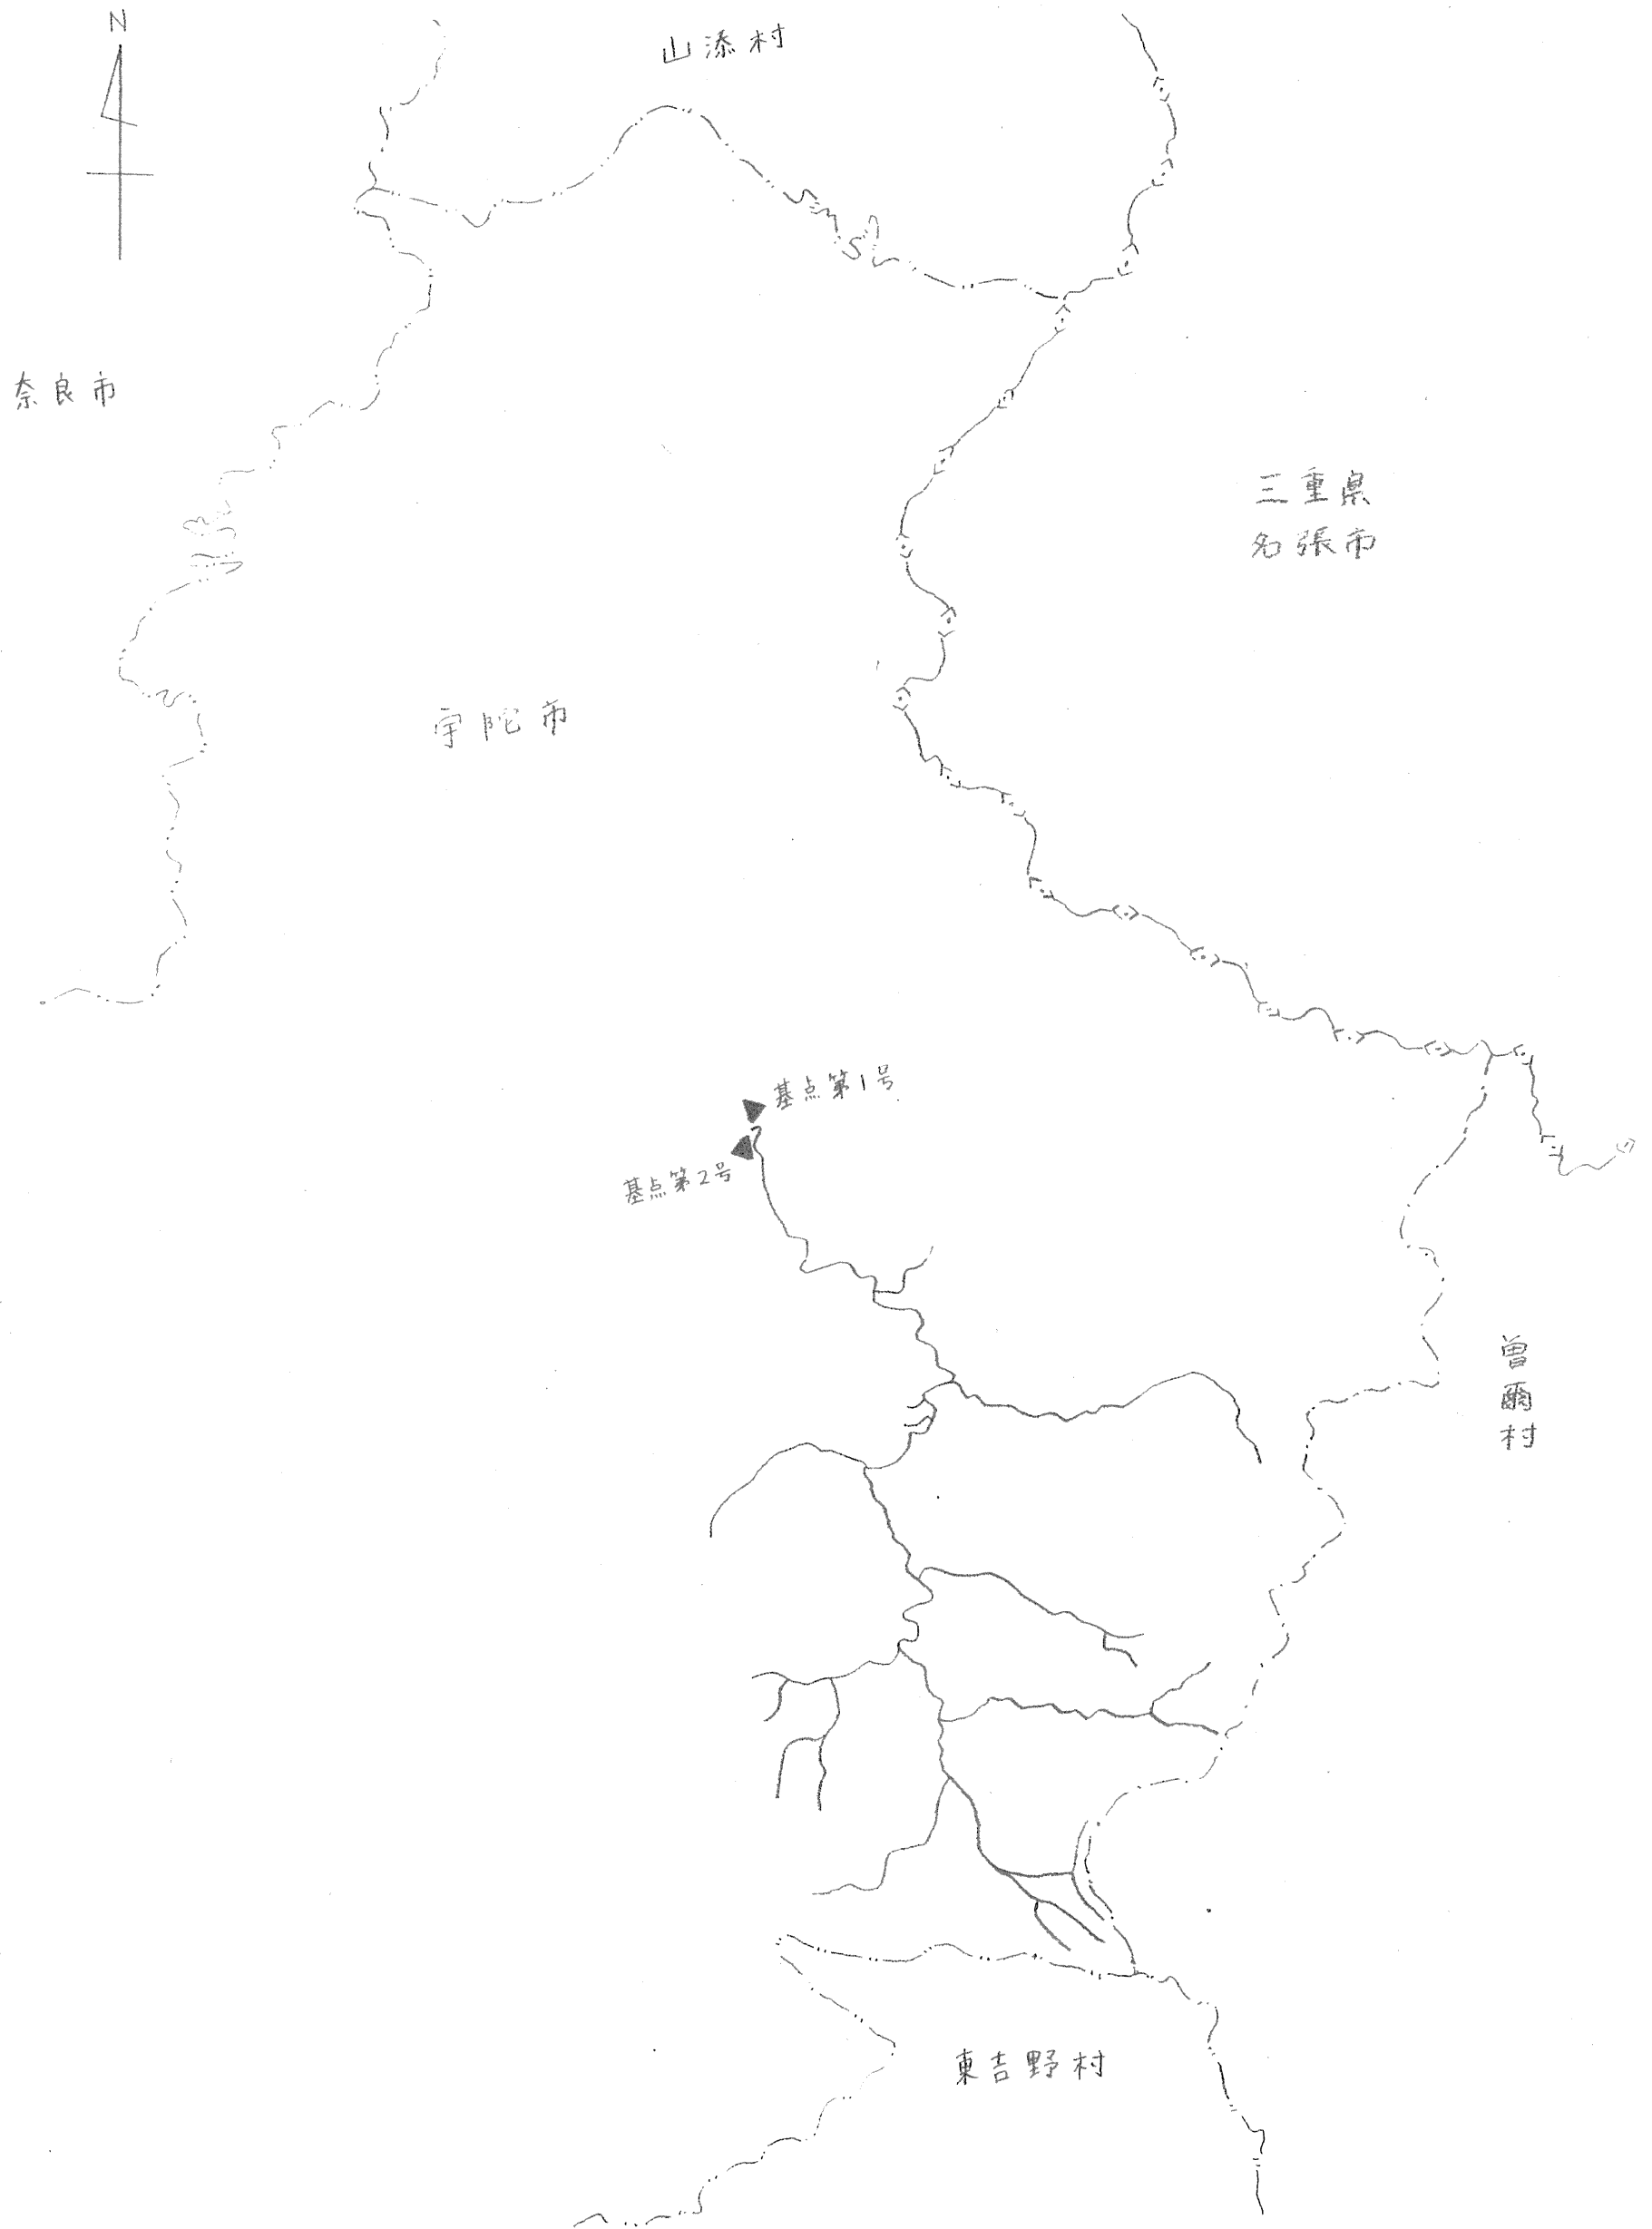 N
山添村
奈良市
三重県
名張市
宇陀市
基点第1号
基点第2号
曽爾村
東吉野村